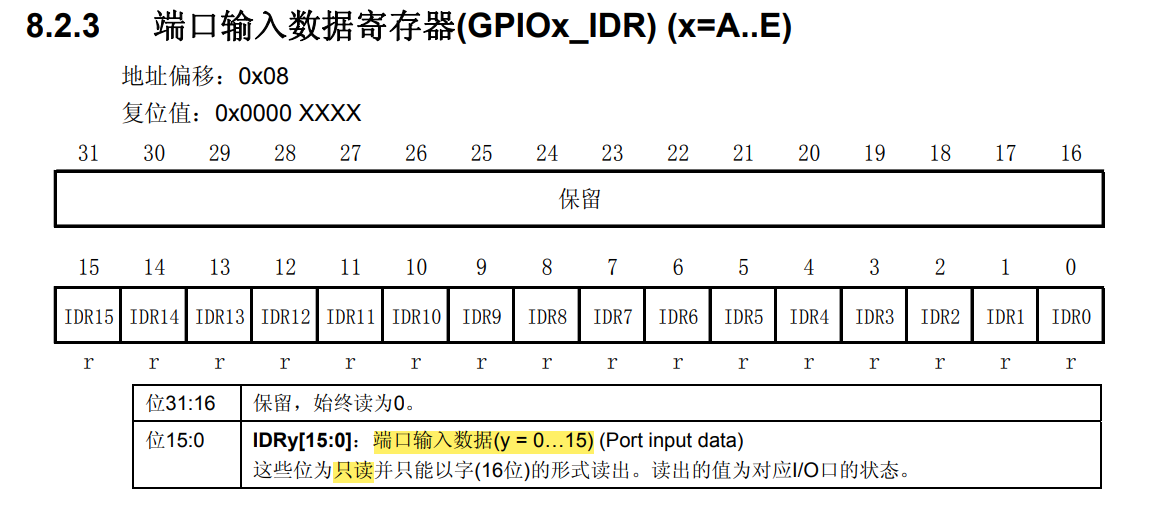 8.2.3 端口输入数据寄存器(GPIOx_IDR) (x=A..E)
地址偏移：0x08
复位值：0x0000 XXXX
31 30 29 28 27 26 25 24 23 22 21 20 19 18 17 16
保留
15 14 13 12 11 10 9 8 7 6 5 4 3 2 1 0
IDR15 IDR14 IDR13 IDR12 IDR11 IDR10 IDR9 IDR8 IDR7 IDR6 IDR5 IDR4 IDR3 IDR2 IDR1 IDR0
r r r r r r r r r r r r r r r r
位31:16 保留，始终读为0。
位15:0 IDRy[15:0]：端口输入数据(y = 0…15) (Port input data)
这些位为只读并只能以字(16位)的形式读出。读出的值为对应I/O口的状态。